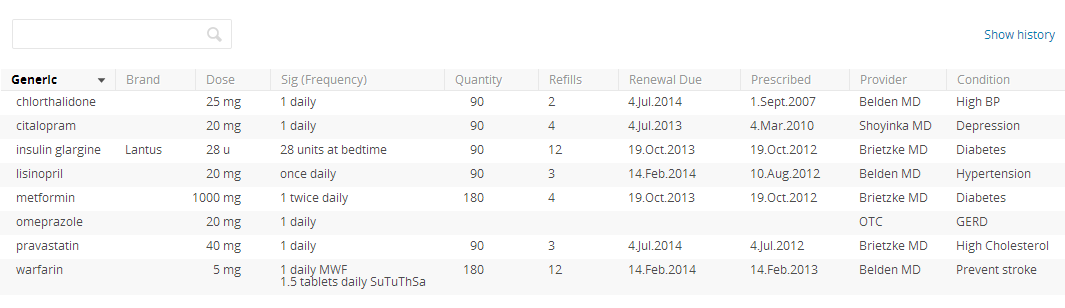 Show history
Generic Brand Dose Sig (Frequency) Quantity Refills Renewal Due Prescribed Provider Condition
chlorthalidone 25 mg 1 daily 90 2 4.Jul.2014 1.Sept.2007 Belden MD High BP
citalopram 20 mg 1 daily 90 4 4.Jul.2013 4.Mar.2010 Shoyinka MD Depression
insulin glargine Lantus 28 u 28 units at bedtime 90 12 19.Oct.2013 19.Oct.2012 Brietzke MD Diabetes
lisinopril 20 mg once daily 90 3 14.Feb.2014 10.Aug.2012 Belden MD Hypertension
metformin 1000 mg 1 twice daily 180 4 19.Oct.2013 19.Oct.2012 Brietzke MD Diabetes
omeprazole 20 mg 1 daily OTC GERD
pravastatin 40 mg 1 daily 90 3 4.Jul.2014 4.Jul.2012 Brietzke MD High Cholesterol
warfarin 5 mg 1 daily MWF 180 12 14.Feb.2014 14.Feb.2013 Belden MD Prevent stroke
1.5 tablets daily SuTuThSa